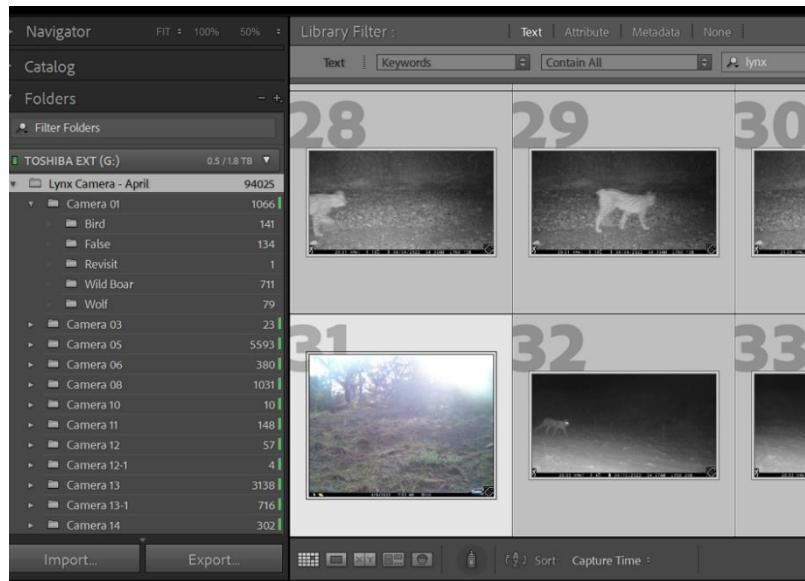 Navigator FIT 100% 50%
Catalog
Folders
Filter Folders
TOSHIBA EXT (G:) 0.5 / 1.8 TB
Lynx Camera - April 94025
Camera 01 1066
Bird 141
False 134
Revisit 1
Wild Boar 711
Wolf 79
Camera 03 23
Camera 05 5593
Camera 06 380
Camera 08 1031
Camera 10 10
Camera 11 148
Camera 12 57
Camera 12-1 4
Camera 13 3138
Camera 13-1 716
Camera 14 302
Import... Export...
Library Filter : Text Attribute Metadata None
Text Keywords Contain All lynx
28 29 30
31 32 33
Sort: Capture Time